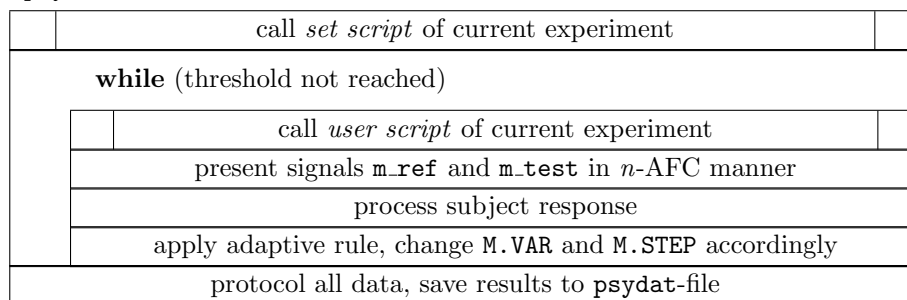 call set script of current experiment
while (threshold not reached)
call user script of current experiment
present signals m_ref and m_test in n-AFC manner
process subject response
apply adaptive rule, change M.VAR and M.STEP accordingly
protocol all data, save results to psydat-file